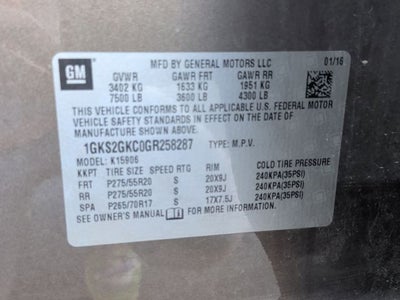 GM
MFD BY GENERAL MOTORS LLC 01/16
GVWR GAWR FRT GAWR RR
3402 KG 1633 KG 1951 KG
7500 LB 3600 LB 4300 LB
THIS VEHICLE CONFORMS TO ALL APPLICABLE U.S. FEDERAL MOTOR
VEHICLE SAFETY STANDARDS IN EFFECT ON THE DATE OF
MANUFACTURE SHOWN ABOVE.
1GKS2GKC0GR258287 TYPE: M.P.V.
MODEL: K15906
KKPT TIRE SIZE SPEED RTG RIM COLD TIRE PRESSURE
FRT P275/55R20 S 20X9J 240KPA(35PSI)
RR P275/55R20 S 20X9J 240KPA(35PSI)
SPA P265/70R17 S 17X7.5J 240KPA(35PSI)
SEE OWNER'S MANUAL FOR ADDITIONAL INFORMATION.